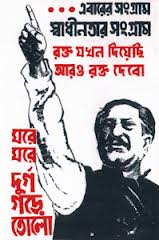 ... এবারের সংগ্রাম
স্বাধীনতার সংগ্রাম
রক্ত যখন দিয়েছি
আরও রক্ত দেবো
ঘরে
ঘরে
দুর্গ
গড়ে
তোলো